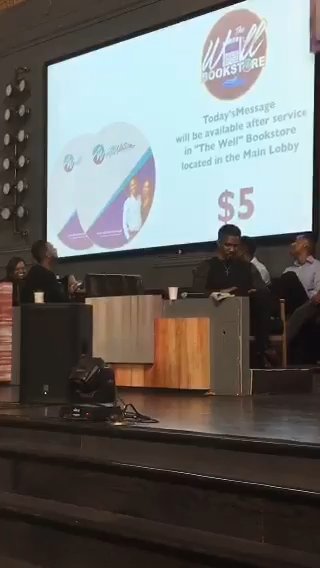 The
Well
BOOKSTORE
Today'sMessage
will be available after service
in "The Well" Bookstore
located in the Main Lobby
$5